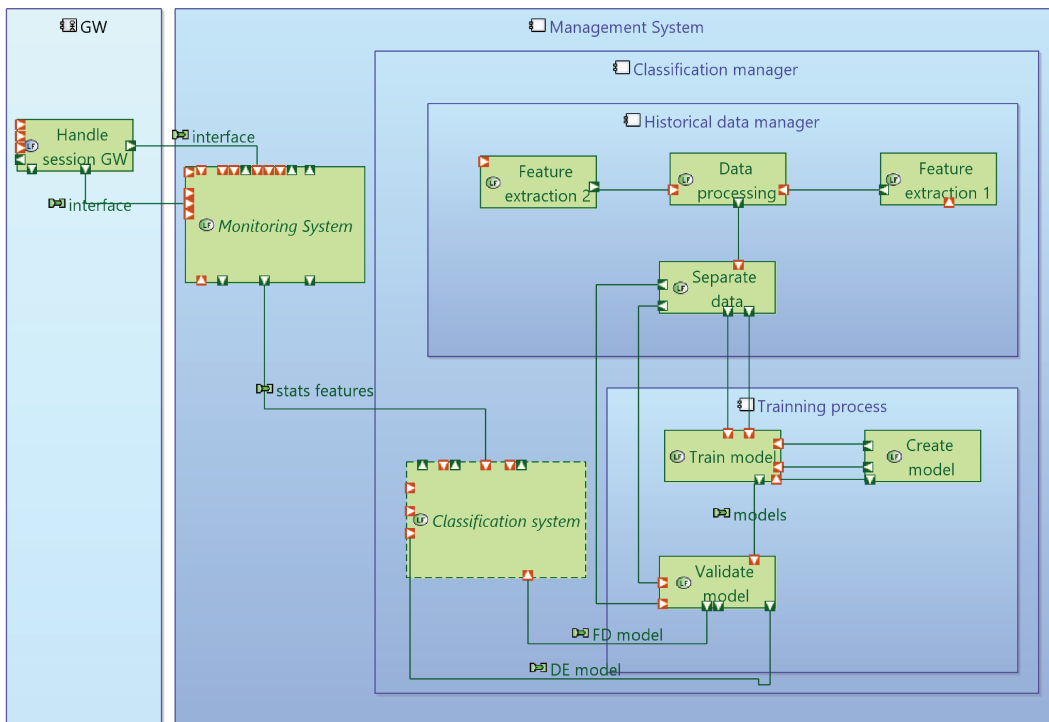 GW
Management System
Classification manager
Historical data manager
Handle
session GW
interface
interface
Monitoring System
Feature
extraction 2
Data
processing
Feature
extraction 1
Separate
data
stats features
Trainning process
Train model
Create
model
models
Classification system
Validate
model
FD model
DE model